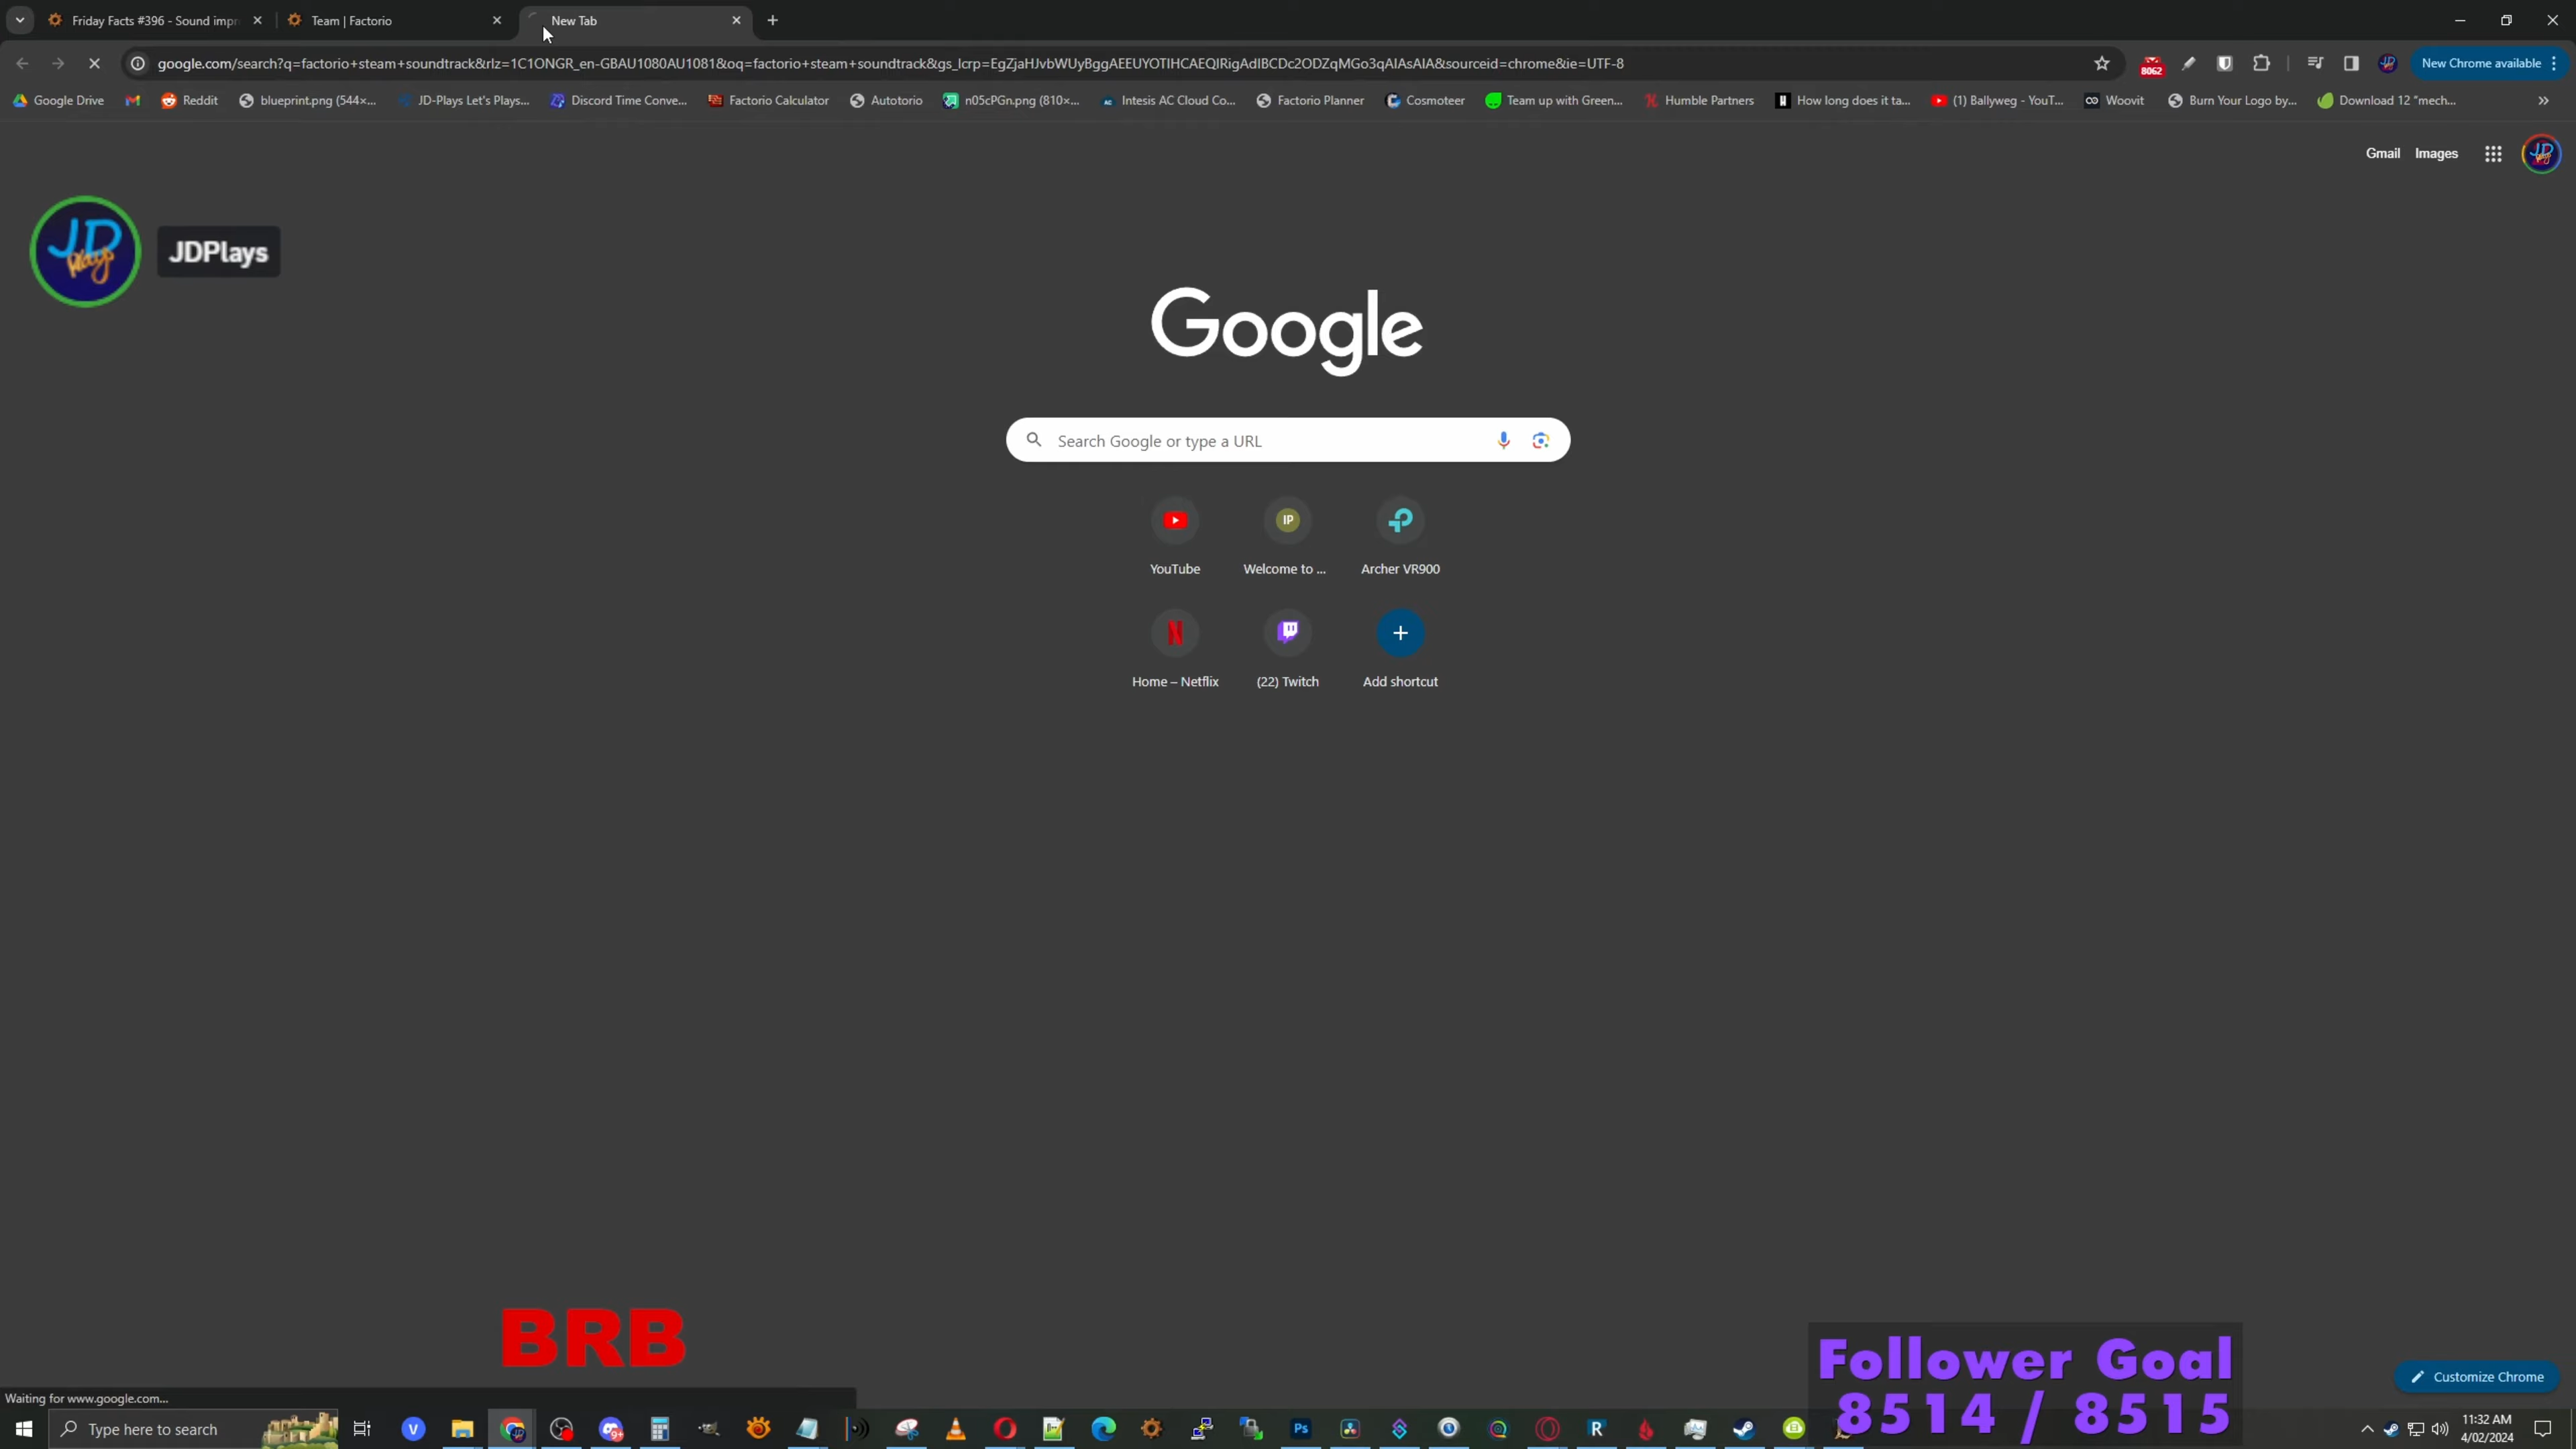 Friday Facts #396 - Sound impr
Team | Factorio
New Tab
google.com/search?q=factorio+steam+soundtrack&rlz=1C1ONGR_en-GBAU1080AU1081&oq=factorio+steam+soundtrack&gs_lcrp=EgZjaHJvbWUyBggAEEUYOTIHCAEQIRigAdIBCDc2ODZqMGo3qAIAsAIA&sourceid=chrome&ie=UTF-8
8062
New Chrome available
Google Drive
Reddit
blueprint.png (544×...
JD-Plays Let's Plays...
Discord Time Conve...
Factorio Calculator
Autotorio
n05cPGn.png (810×...
Intesis AC Cloud Co...
Factorio Planner
Cosmoteer
Team up with Green...
Humble Partners
How long does it ta...
(1) Ballyweg - YouT...
Woovit
Burn Your Logo by...
Download 12 "mech...
Gmail
Images
JD plays
JDPlays
Google
Search Google or type a URL
YouTube
IP
Welcome to ...
Archer VR900
Home – Netflix
(22) Twitch
Add shortcut
BRB
Follower Goal
8514 / 8515
Customize Chrome
Waiting for www.google.com...
Type here to search
11:32 AM
4/02/2024